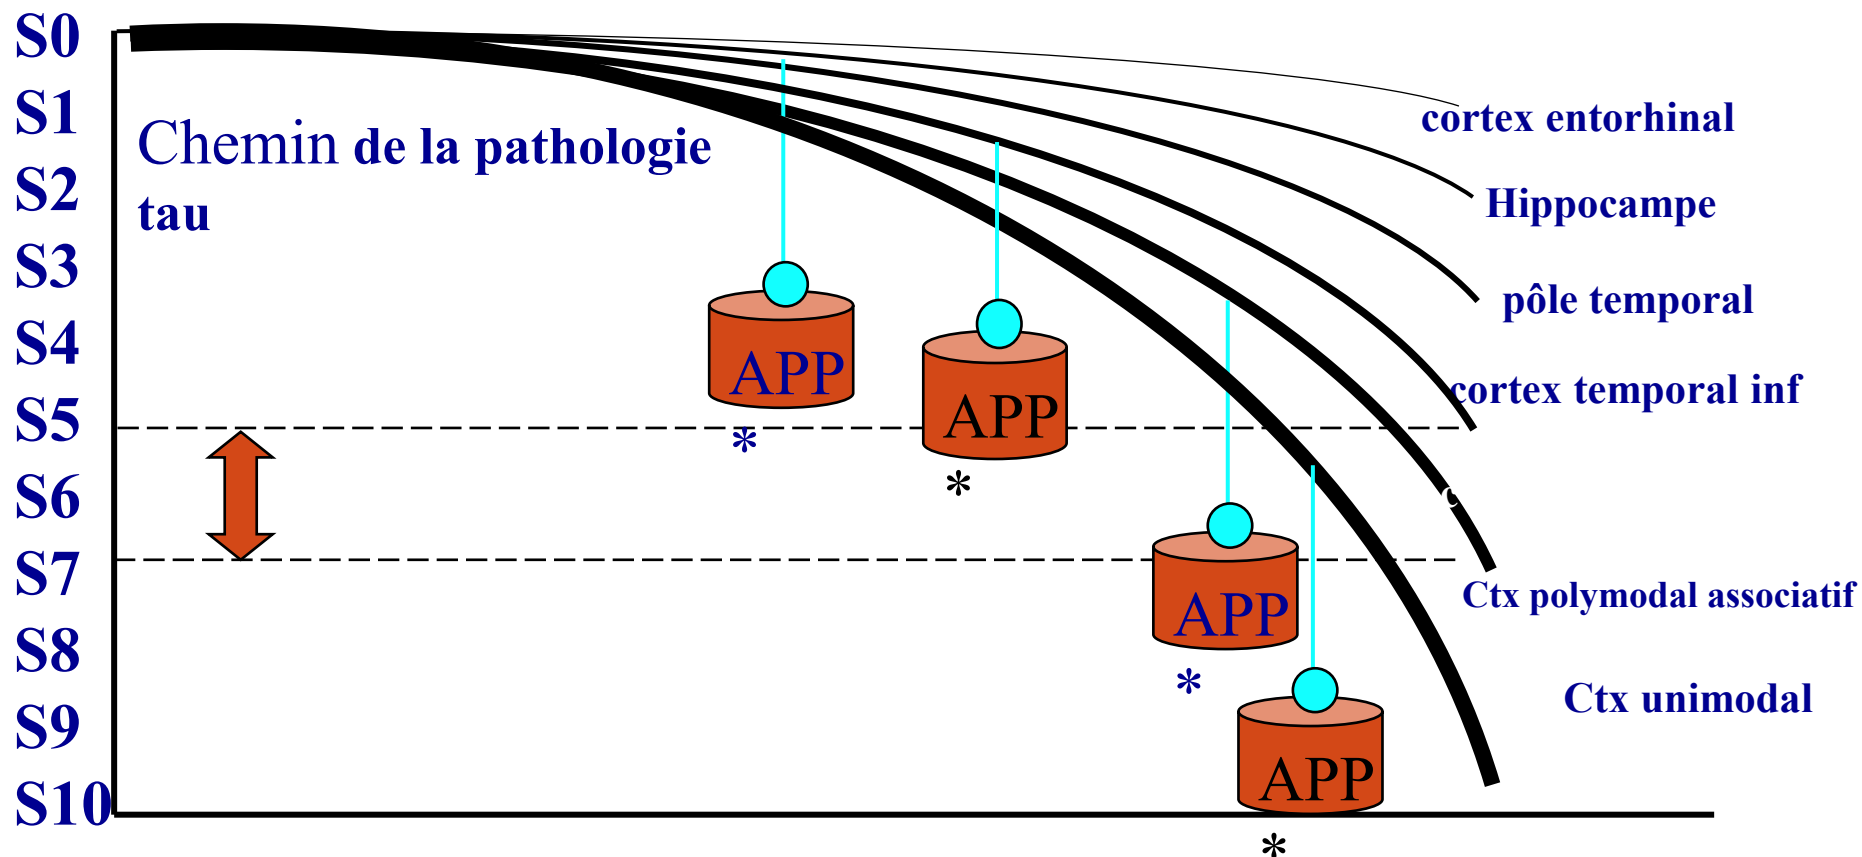 S0
S1
S2
S3
S4
S5
S6
S7
S8
S9
S10
Chemin de la pathologie
tau
cortex entorhinal
Hippocampe
pôle temporal
cortex temporal inf
Ctx polymodal associatif
Ctx unimodal
APP
*
APP
*
APP
*
APP
*